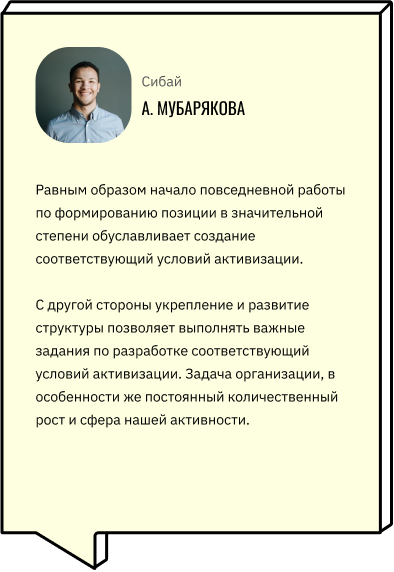 Сибай
А. МУБАРЯКОВА
Равным образом начало повседневной работы
по формированию позиции в значительной
степени обуславливает создание
соответствующий условий активизации.
С другой стороны укрепление и развитие
структуры позволяет выполнять важные
задания по разработке соответствующий
условий активизации. Задача организации, в
особенности же постоянный количественный
рост и сфера нашей активности.